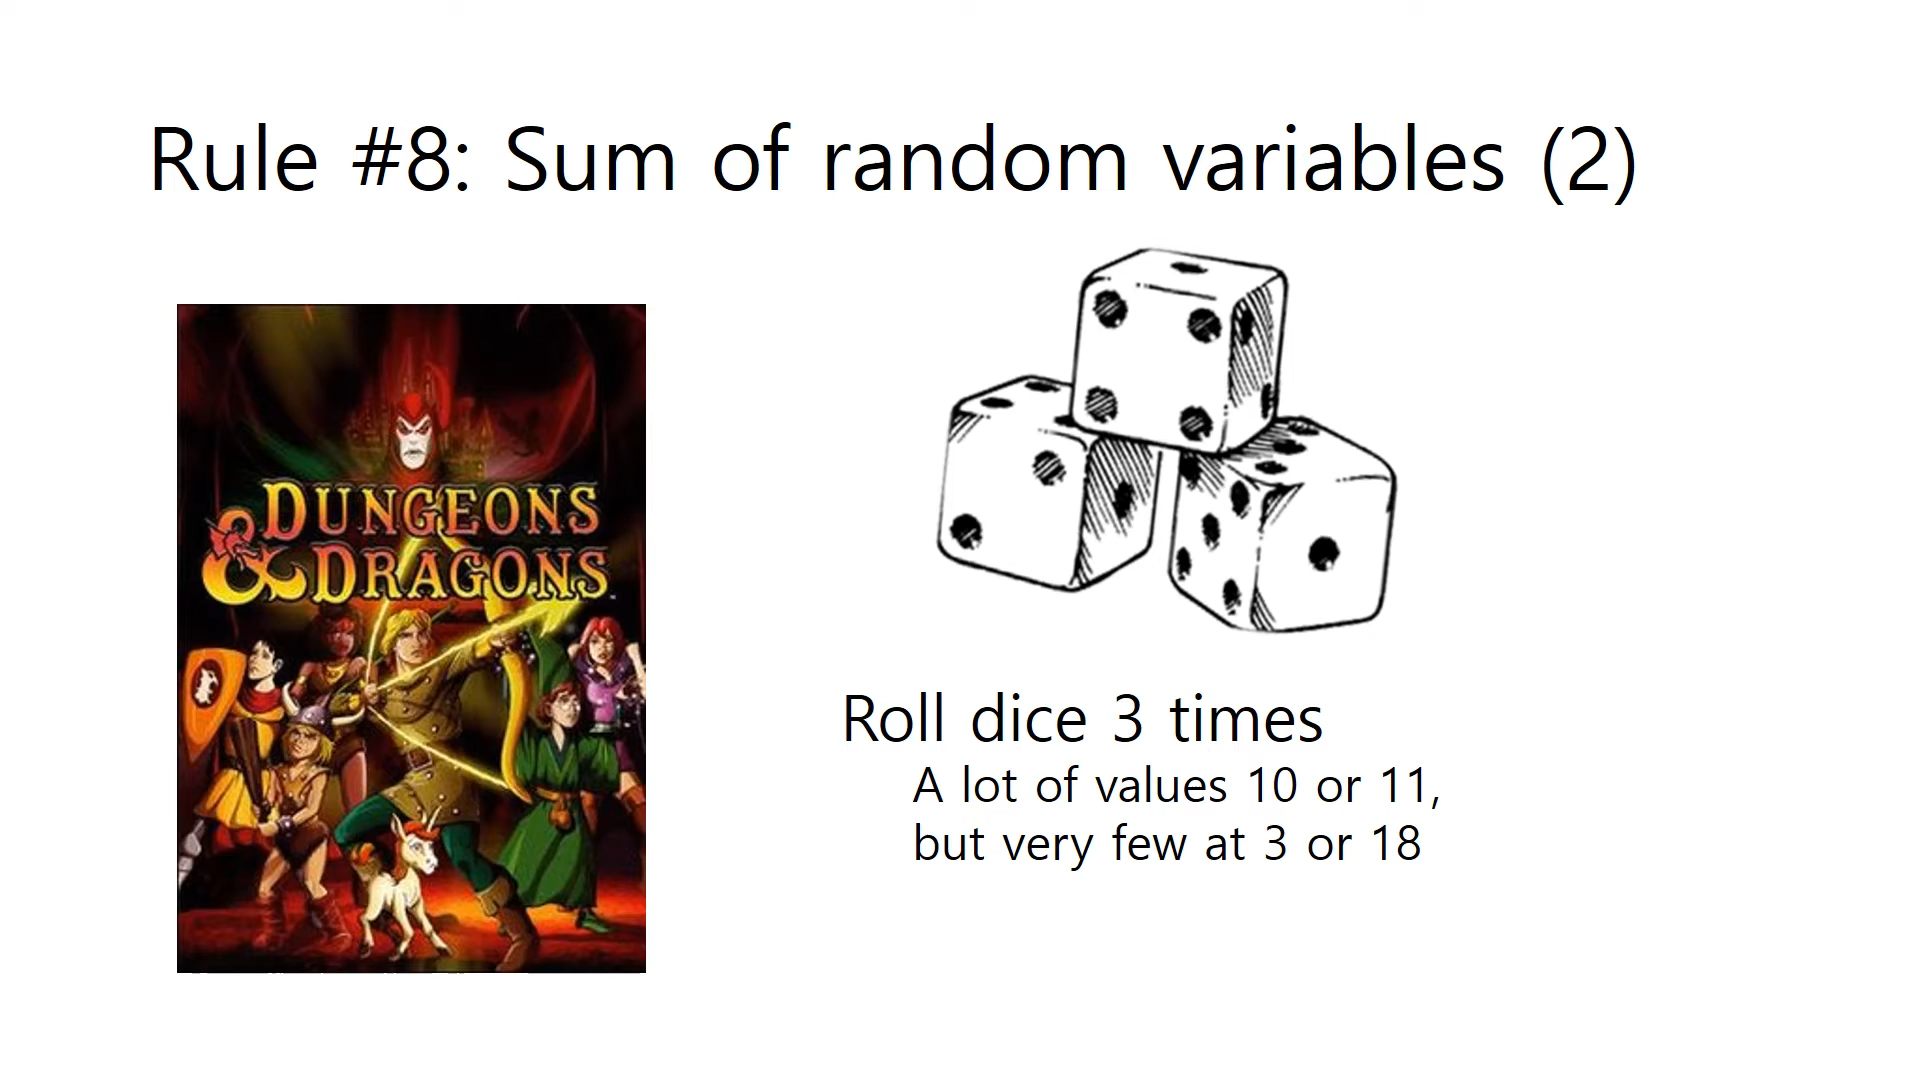 Rule #8: Sum of random variables (2)
DUNGEONS
& DRAGONS
Roll dice 3 times
A lot of values 10 or 11,
but very few at 3 or 18